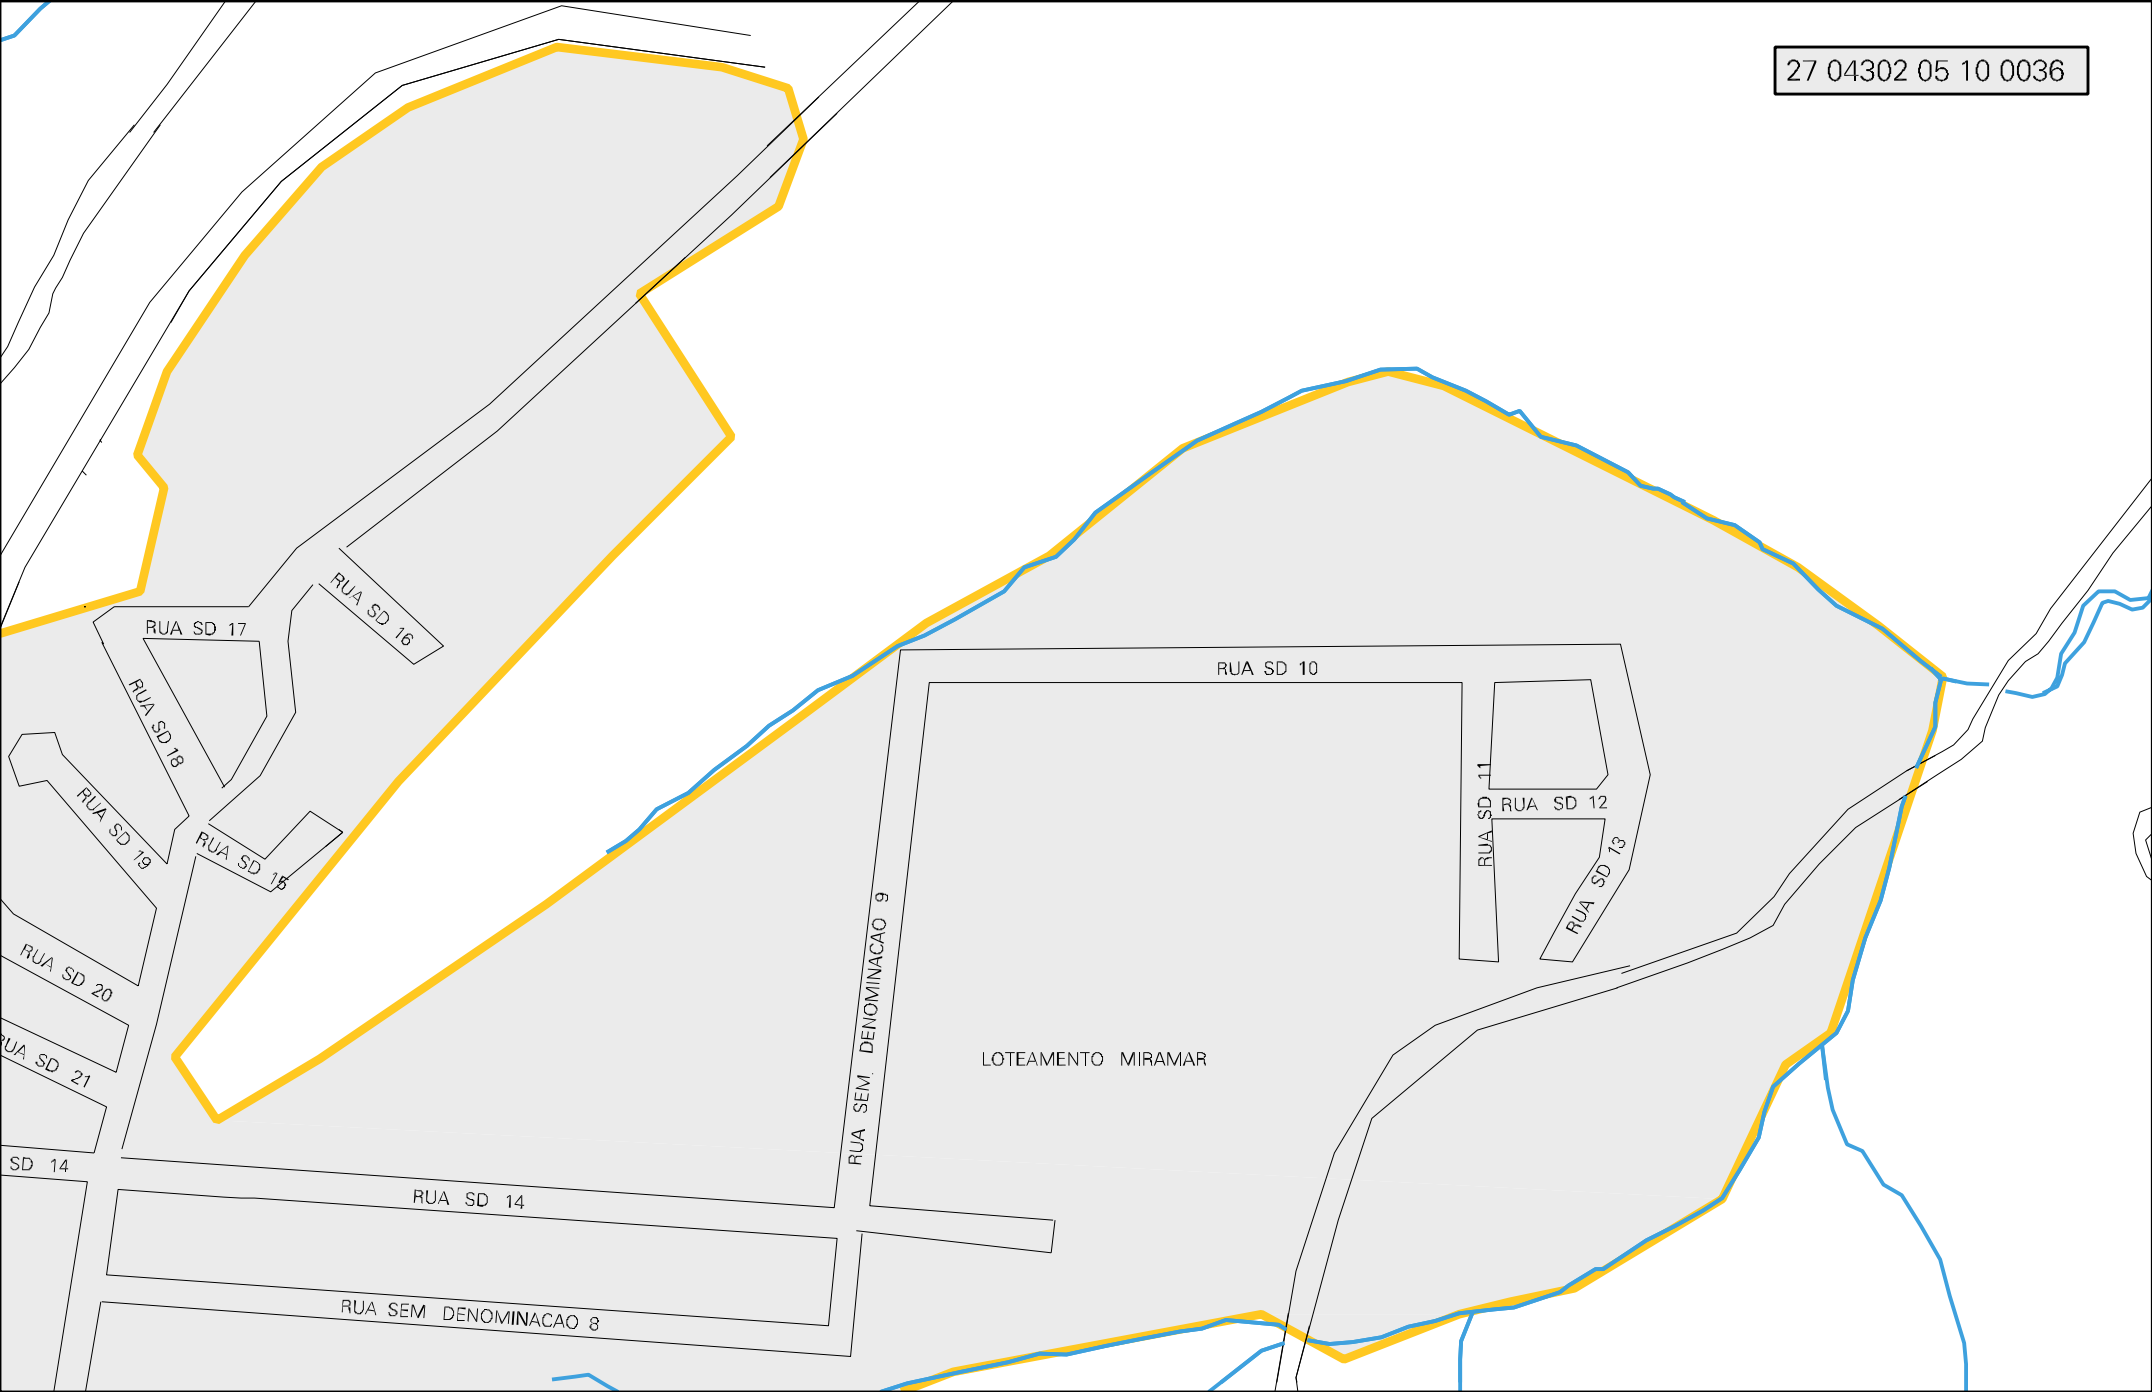 27 04302 05 10 0036
RUA SD 16
RUA SD 17
RUA SD 10
RUA SD 18
RUA SD 11
RUA SD 12
RUA SD 19
RUA SD 13
RUA SD 15
RUA SEM DENOMINACAO 9
RUA SD 20
RUA SD 21
LOTEAMENTO MIRAMAR
SD 14
RUA SD 14
RUA SEM DENOMINACAO 8